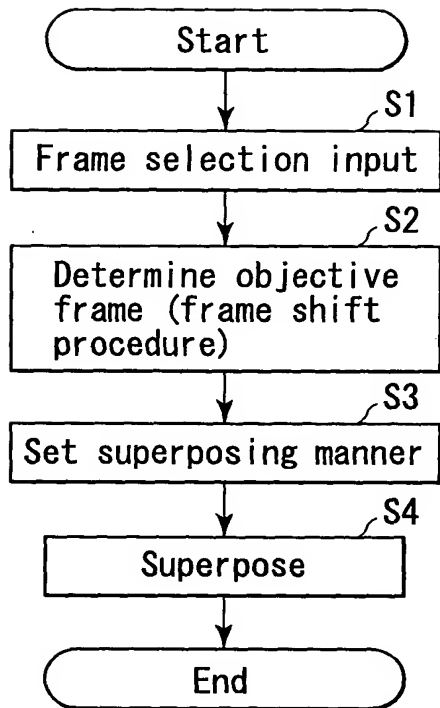 Start
S1
Frame selection input
S2
Determine objective
frame (frame shift
procedure)
S3
Set superposing manner
S4
Superpose
End